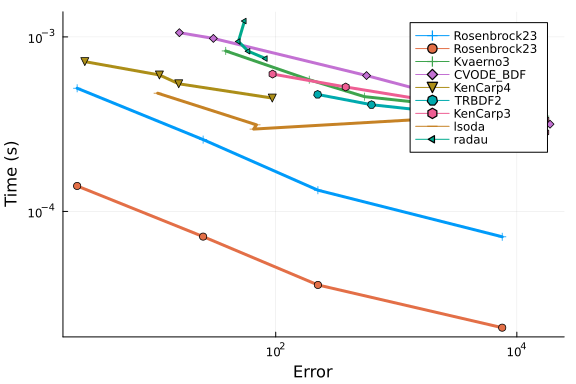 Time (s)
10⁻³
10⁻⁴
Rosenbrock23
Rosenbrock23
Kvaerno3
CVODE_BDF
KenCarp4
TRBDF2
KenCarp3
lsoda
radau
10²
10⁴
Error